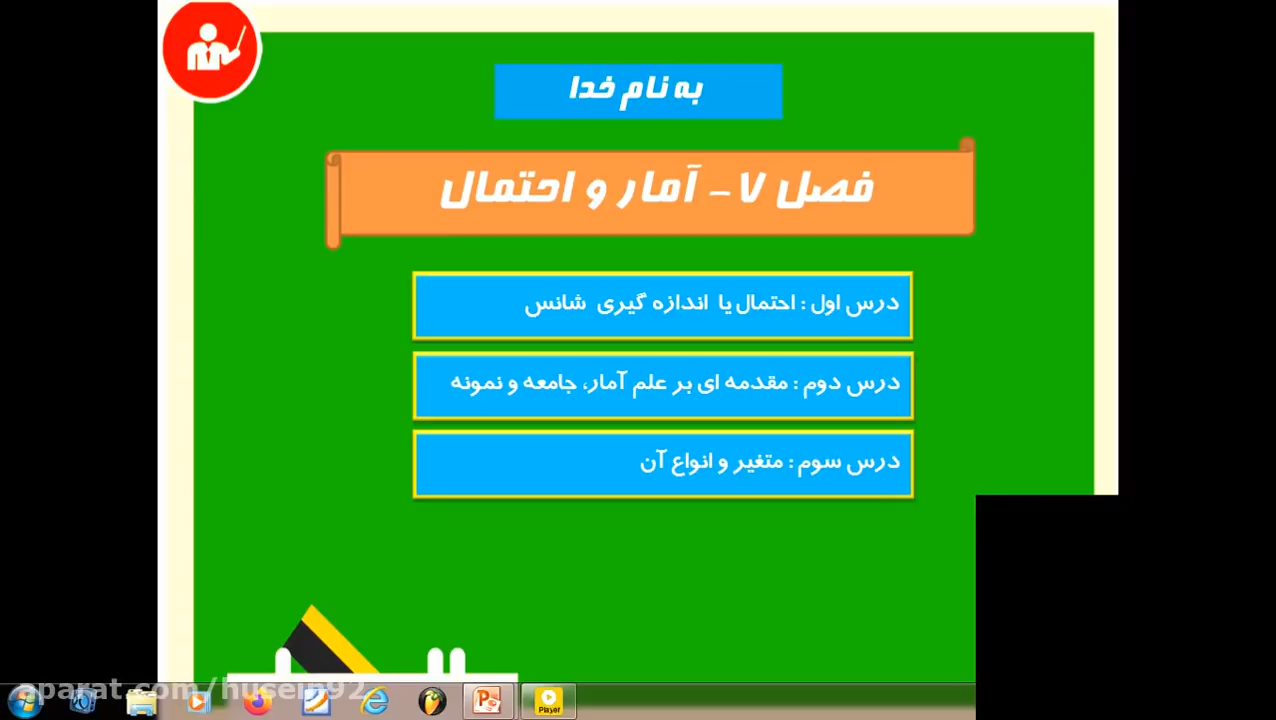 به نام خدا
فصل ۷- آمار و احتمال
درس اول : احتمال یا اندازه گیری شانس
درس دوم : مقدمه ای بر علم آمار، جامعه و نمونه
درس سوم : متغیر و انواع آن
aparat.com/husein92
Player